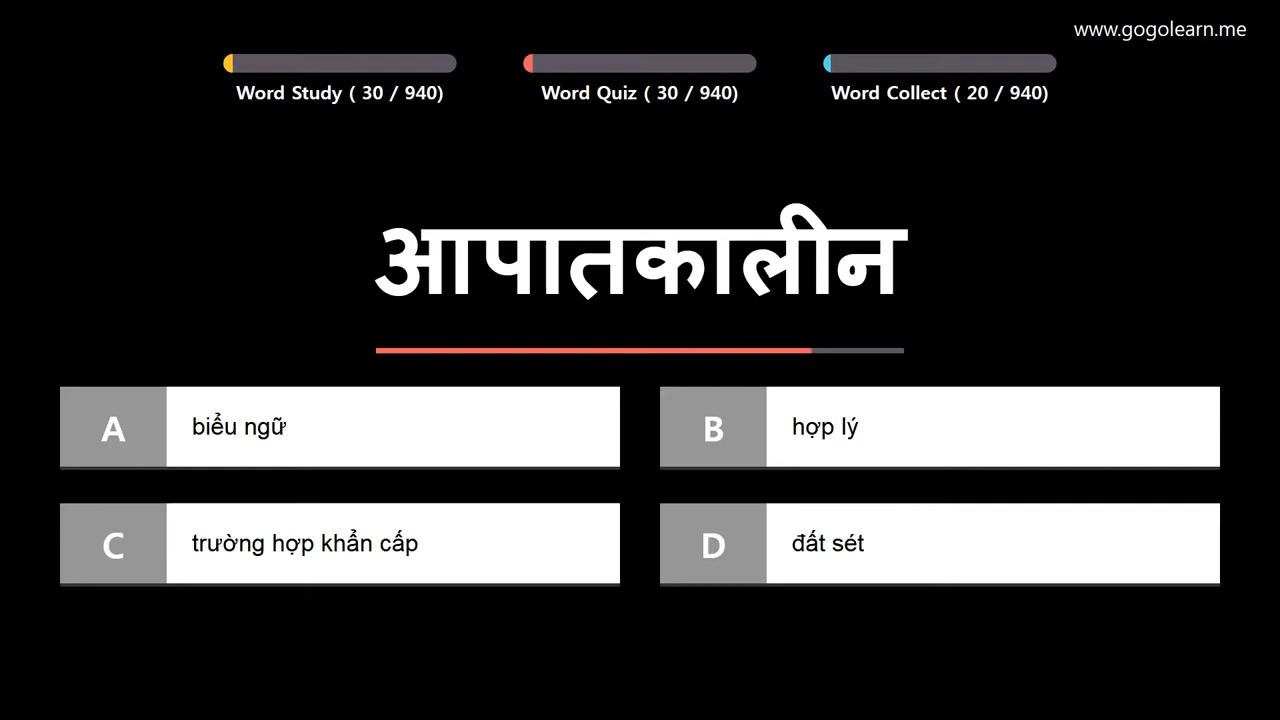 www.gogolearn.me
Word Study ( 30 / 940)
Word Quiz ( 30 / 940)
Word Collect ( 20 / 940)
आपातकालीन
A
biểu ngữ
B
hợp lý
C
trường hợp khẩn cấp
D
đất sét